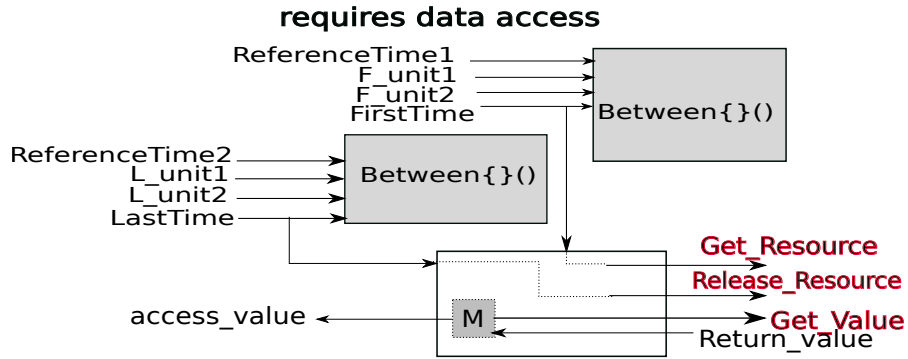 requires data access
ReferenceTime1
F_unit1
F_unit2
FirstTime
Between{}()
ReferenceTime2
L_unit1
L_unit2
LastTime
Between{}()
Get_Resource
Release_Resource
access_value
M
Get_Value
Return_value